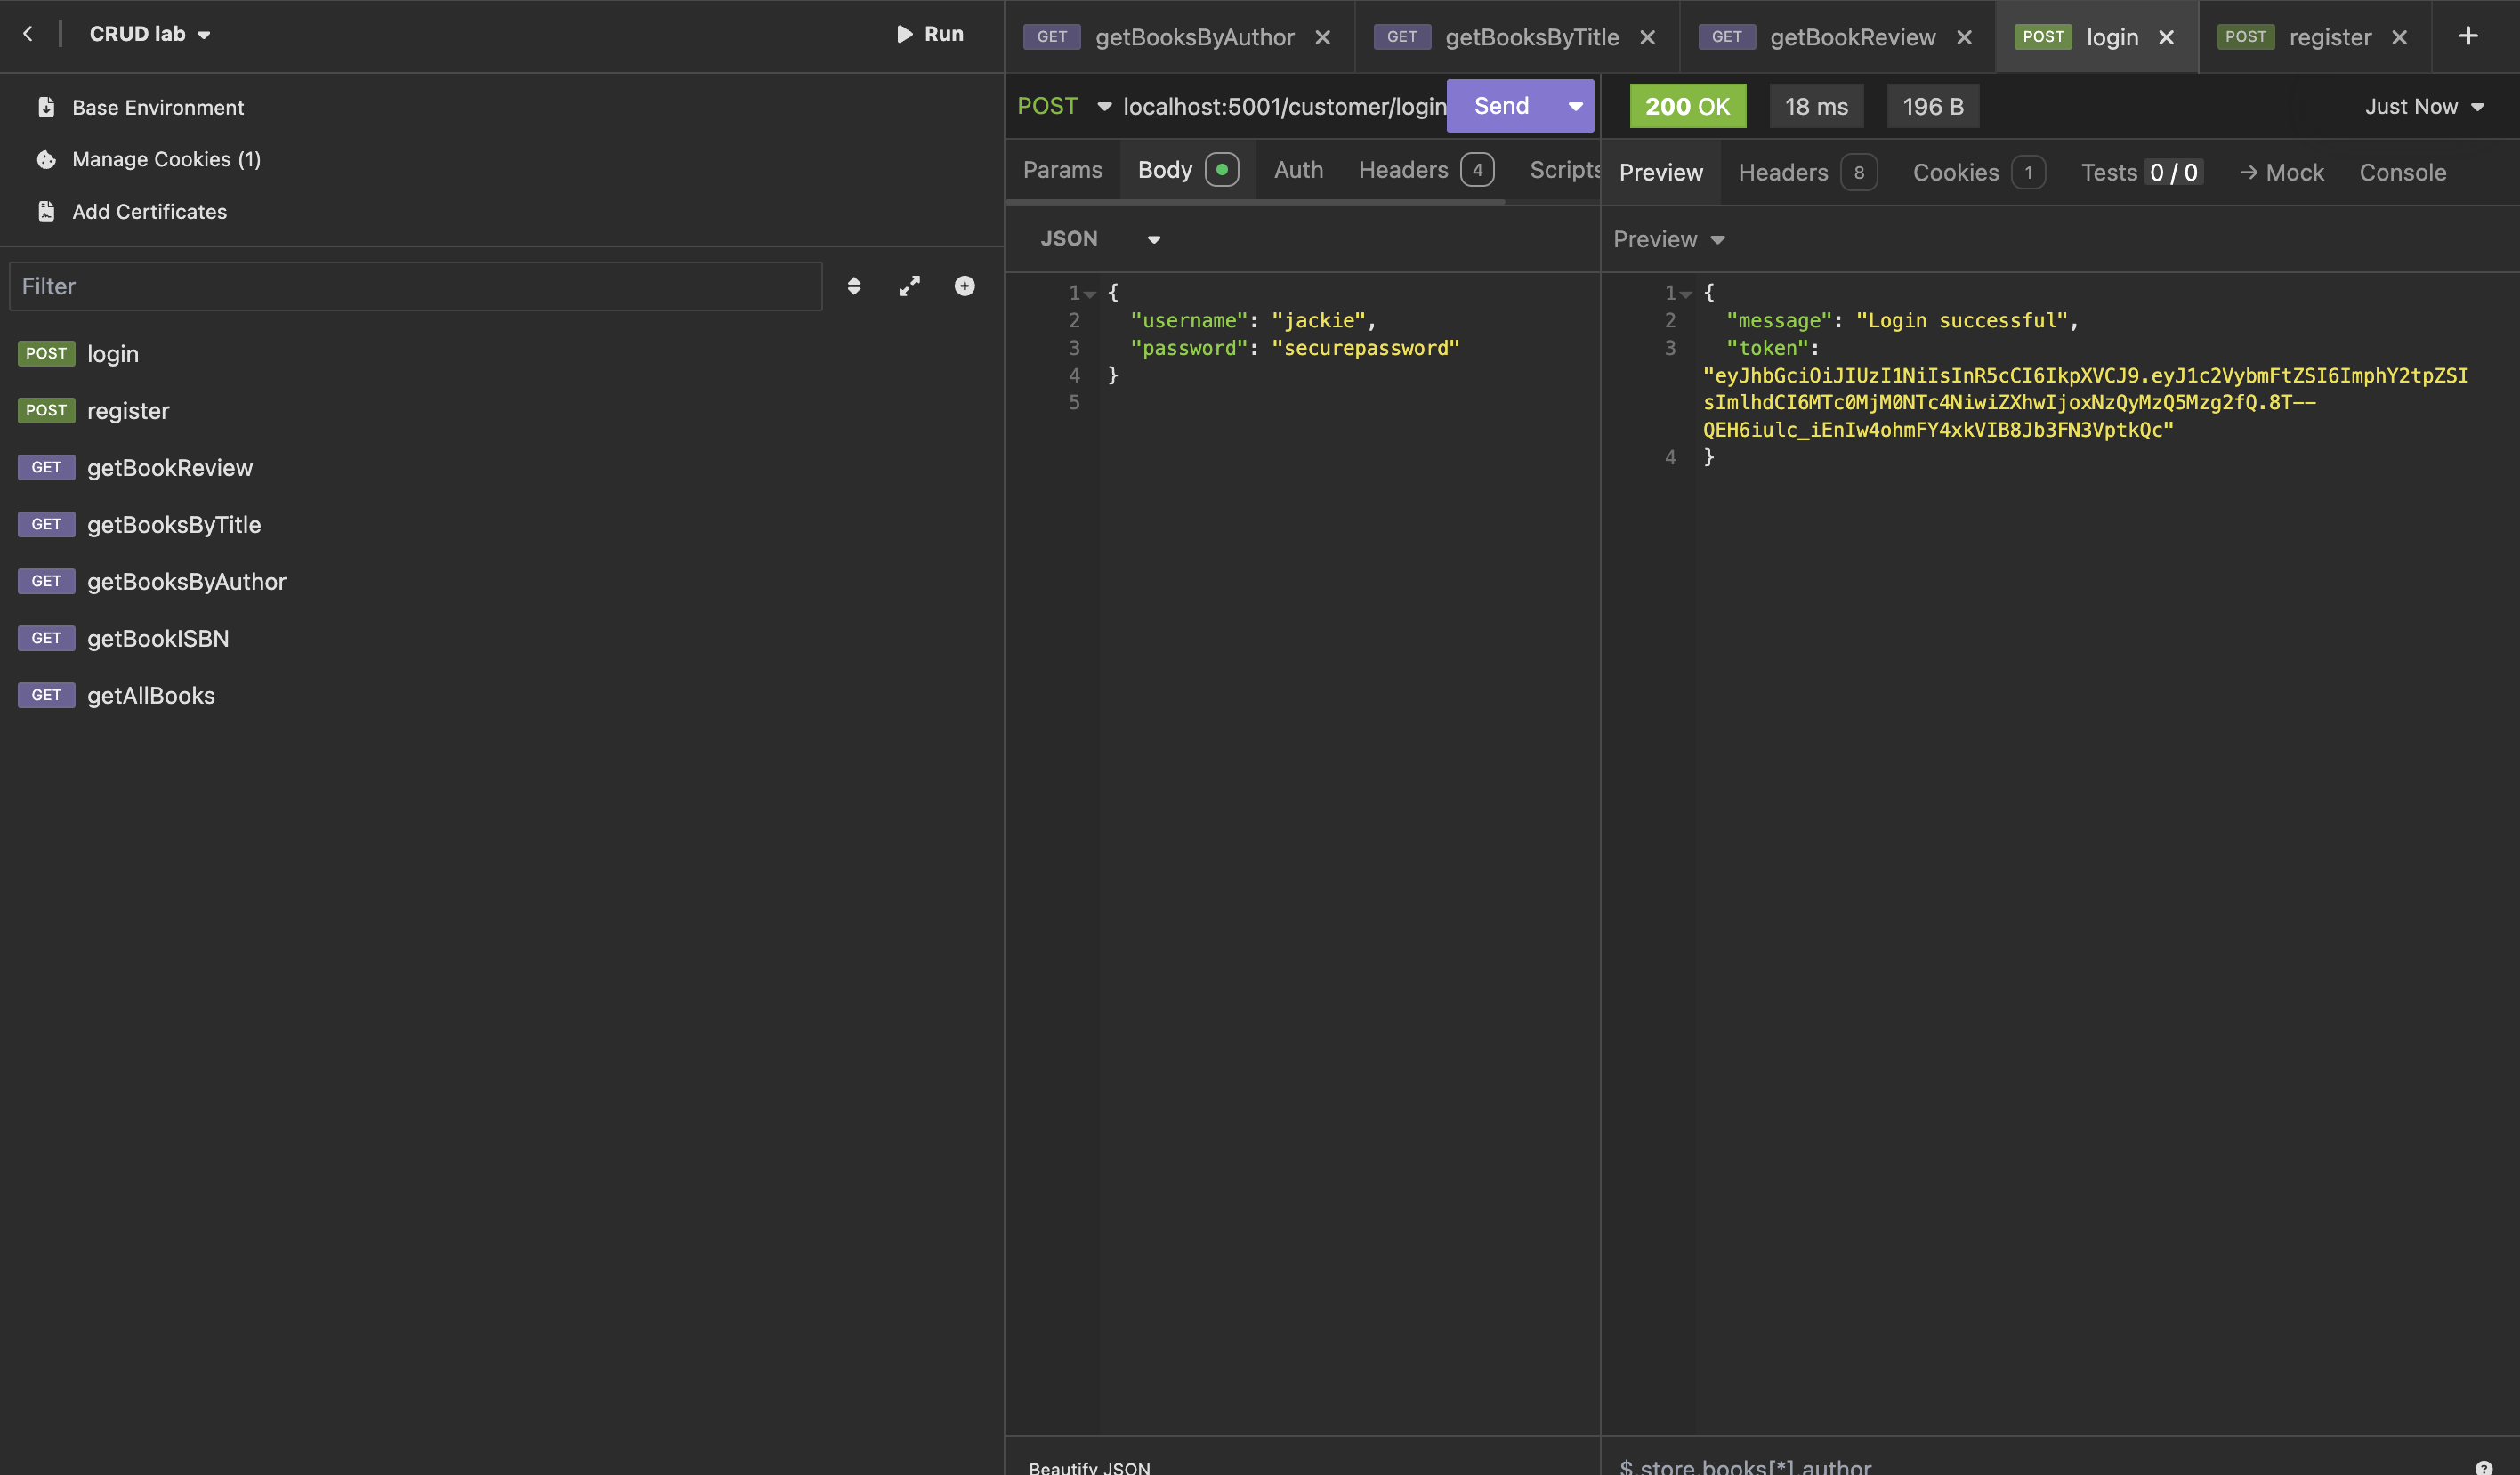 CRUD lab
Run
Base Environment
Manage Cookies (1)
Add Certificates
Filter
POST login
POST register
GET getBookReview
GET getBooksByTitle
GET getBooksByAuthor
GET getBookISBN
GET getAllBooks
GET getBooksByAuthor GET getBooksByTitle GET getBookReview POST login POST register
POST localhost:5001/customer/login Send
Params Body Auth Headers 4 Scripts
JSON
1 {
2 "username": "jackie",
3 "password": "securepassword"
4 }
5
Beautify JSON
200 OK 18 ms 196 B Just Now
Preview Headers 8 Cookies 1 Tests 0 / 0 → Mock Console
Preview
1 {
2 "message": "Login successful",
3 "token":
"eyJhbGciOiJIUzI1NiIsInR5cCI6IkpXVCJ9.eyJ1c2VybmFtZSI6ImphY2tpZSI
sImlhdCI6MTc0MjM0NTc4NiwiZXhwIjoxNzQyMzQ5Mzg2fQ.8T--
QEH6iulc_iEnIw4ohmFY4xkVIB8Jb3FN3VptkQc"
4 }
$.store.books[*].author